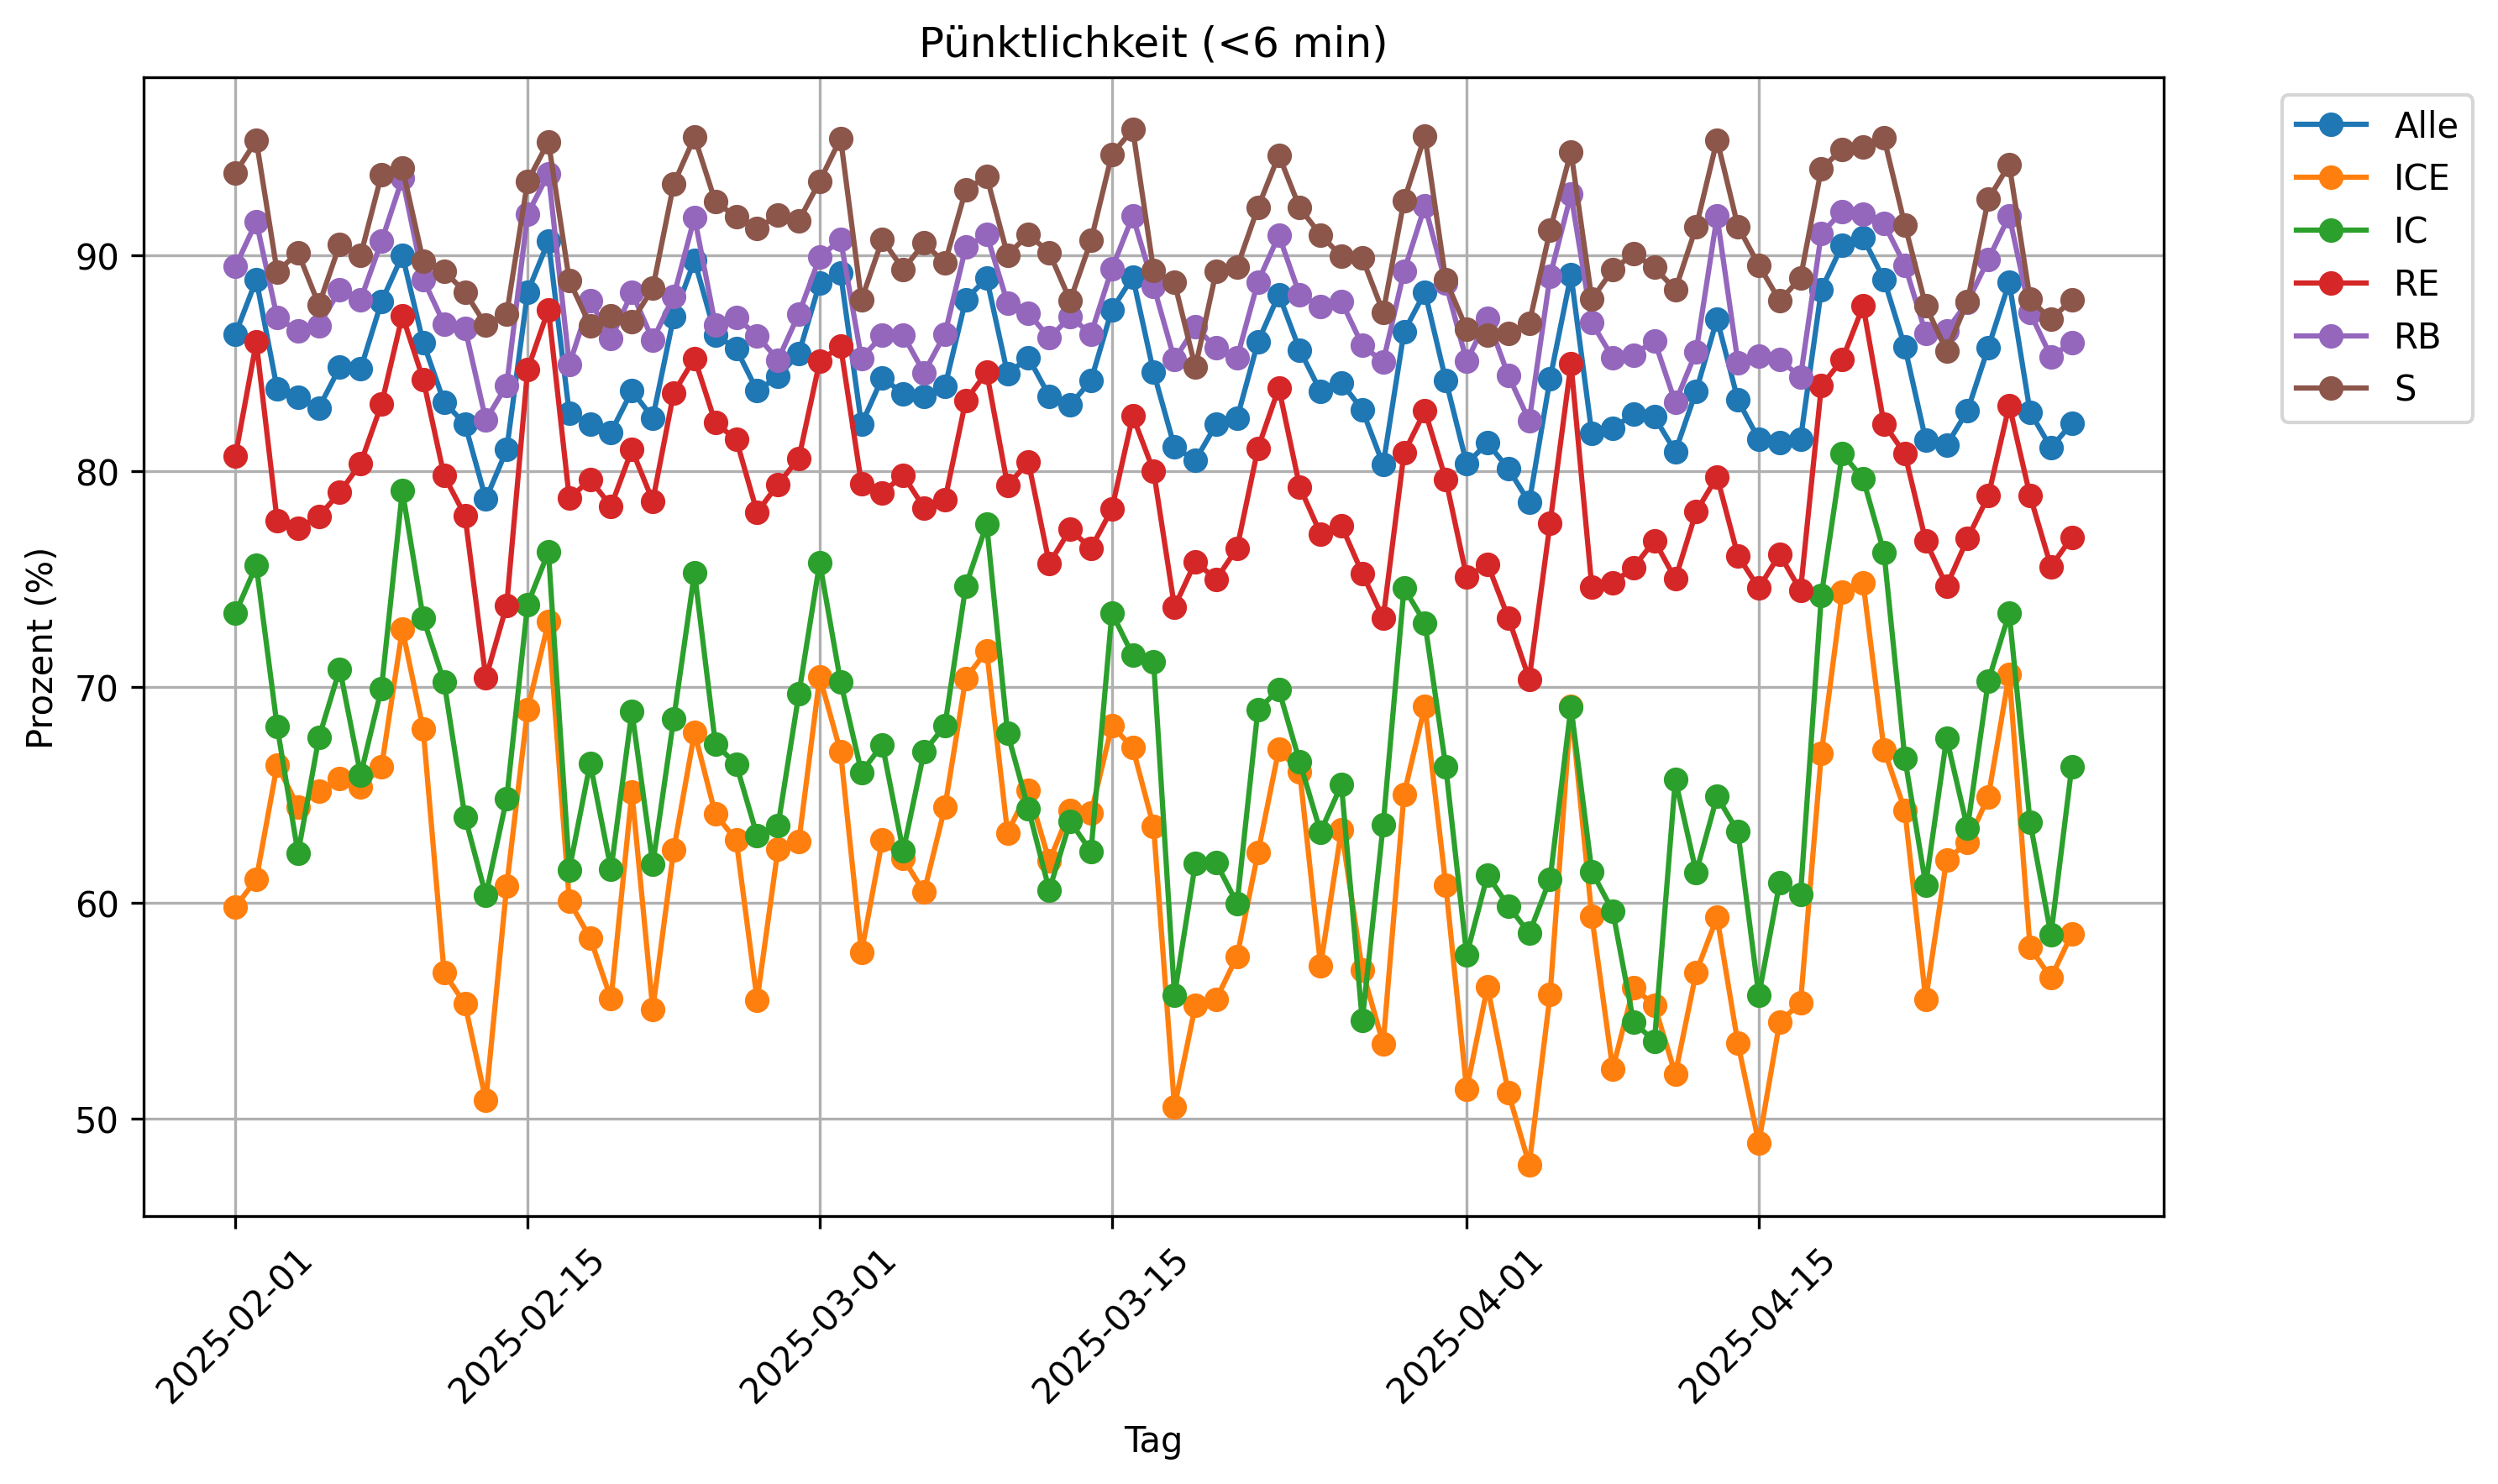 Pünktlichkeit (<6 min)
Prozent (%)
90
80
70
60
50
2025-02-01
2025-02-15
2025-03-01
2025-03-15
2025-04-01
2025-04-15
Tag
Alle
ICE
IC
RE
RB
S